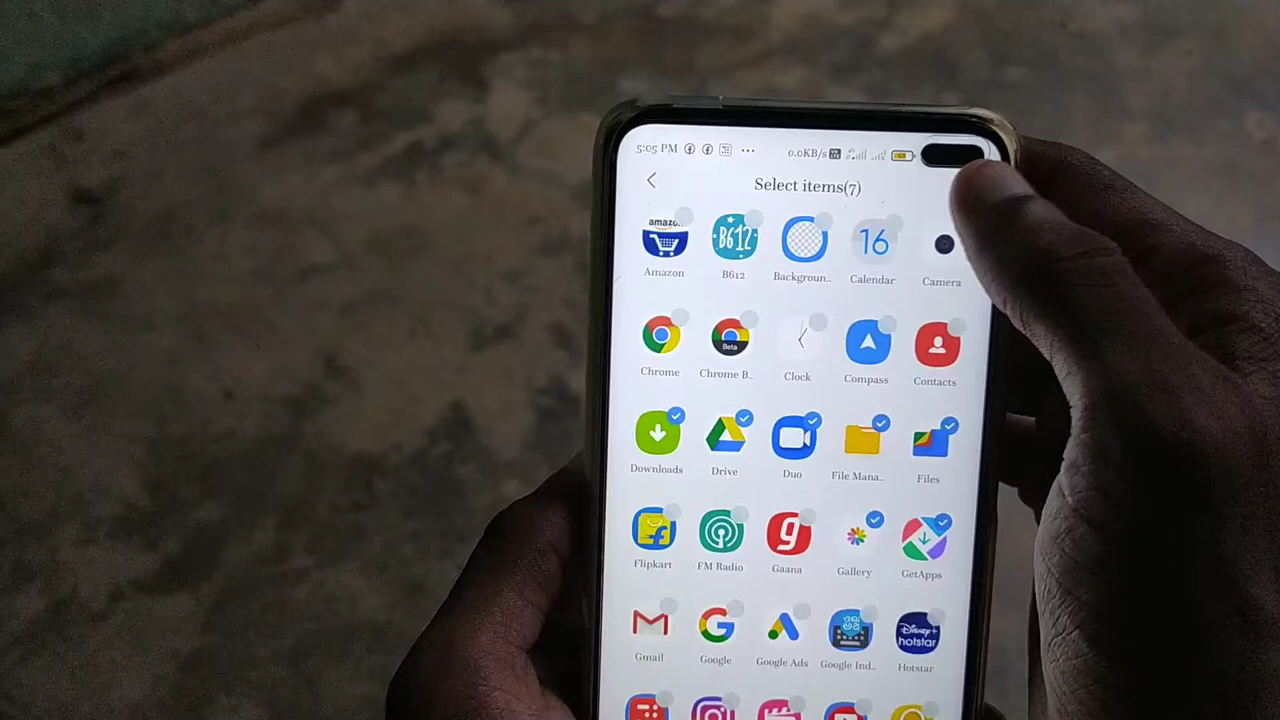 5:05 PM ... 0.0KB/s
Select items(7)
amazo
B612
16
Amazon B612 Backgroun.. Calendar Camera
Beta
Chrome Chrome B.. Clock Compass Contacts
Downloads Drive Duo File Mana.. Files
g
Flipkart FM Radio Gaana Gallery GetApps
Disney+
hotstar
Gmail Google Google Ads Google Ind.. Hotstar